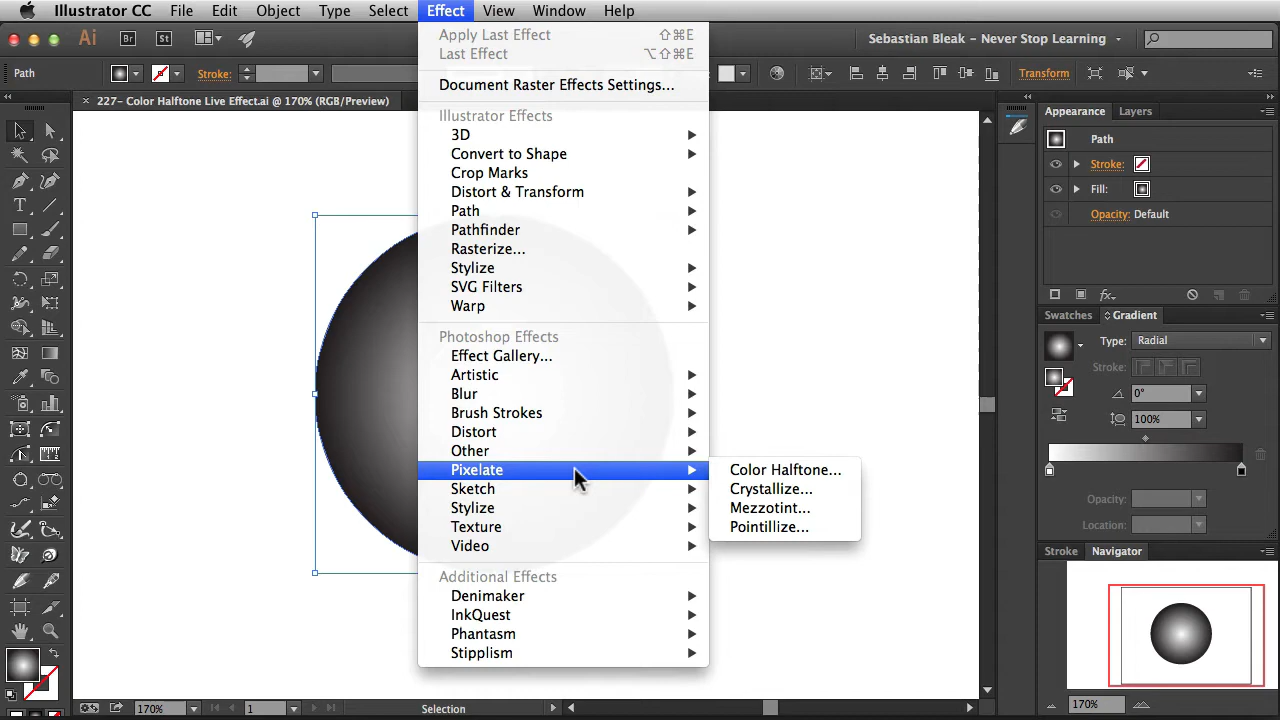 Illustrator CC File Edit Object Type Select Effect View Window Help
Ai Br St Sebastian Bleak – Never Stop Learning
Path Stroke: Transform
227- Color Halftone Live Effect.ai @ 170% (RGB/Preview)
Apply Last Effect ⇧⌘E
Last Effect ⌥⇧⌘E
Document Raster Effects Settings...
Illustrator Effects
3D
Convert to Shape
Crop Marks
Distort & Transform
Path
Pathfinder
Rasterize...
Stylize
SVG Filters
Warp
Photoshop Effects
Effect Gallery...
Artistic
Blur
Brush Strokes
Distort
Other
Pixelate
Sketch
Stylize
Texture
Video
Additional Effects
Denimaker
InkQuest
Phantasm
Stipplism
Color Halftone...
Crystallize...
Mezzotint...
Pointillize...
Appearance Layers
Path
Stroke:
Fill:
Opacity: Default
fx
Swatches Gradient
Type: Radial
Stroke:
0°
100%
Opacity:
Location:
Stroke Navigator
170%
170% 1 Selection